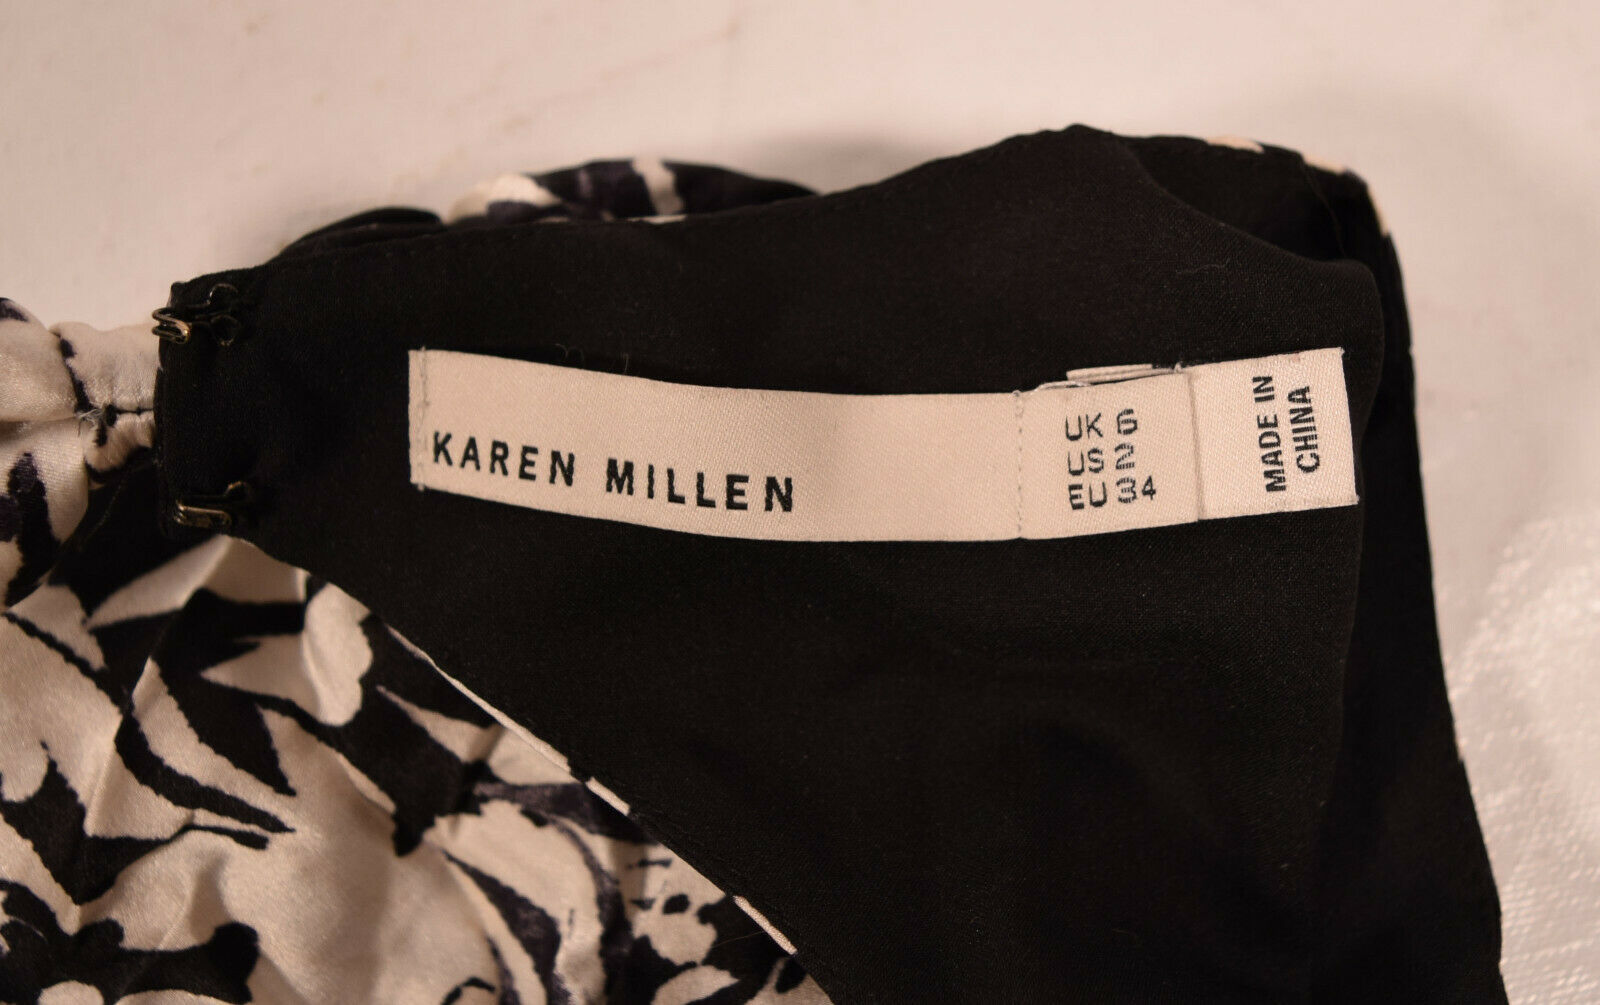 KAREN MILLEN
UK 6
US 2
EU 34
MADE IN
CHINA